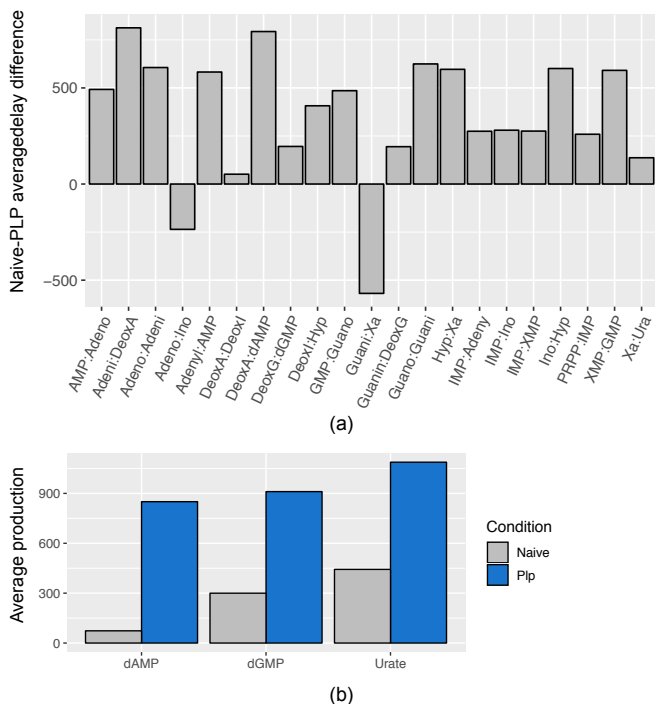 Naive-PLP averagedelay difference
500
0
−500
AMP:Adeno
Adeni:DeoxA
Adeno:Adeni
Adeno:Ino
Adenyl:AMP
DeoxA:DeoxI
DeoxA:dAMP
DeoxG:dGMP
DeoxI:Hyp
GMP:Guano
Guani:Xa
Guanin:DeoxG
Guano:Guani
Hyp:Xa
IMP:Adeny
IMP:Ino
IMP:XMP
Ino:Hyp
PRPP:IMP
XMP:GMP
Xa:Ura
(a)
Average production
900
600
300
0
dAMP
dGMP
Urate
Condition
Naive
Plp
(b)